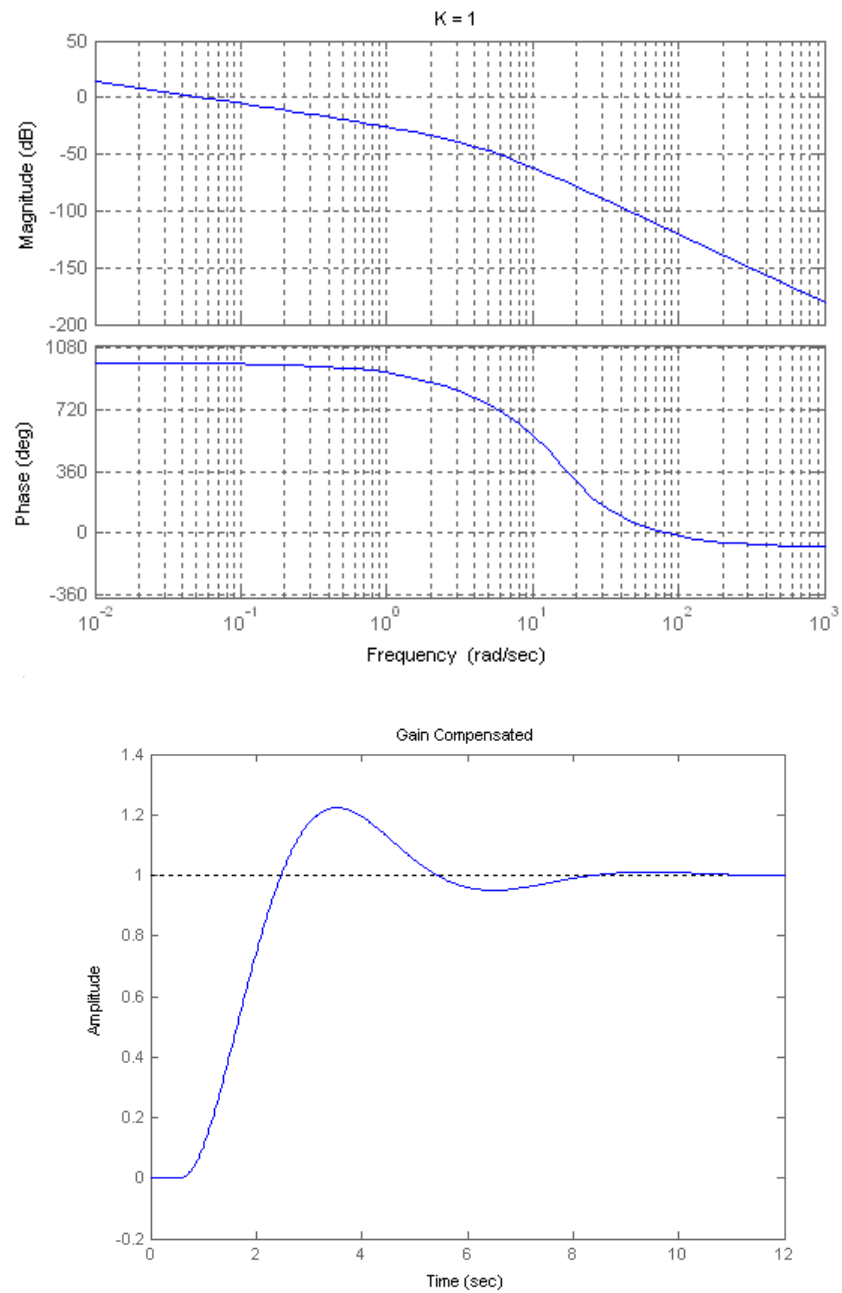 K = 1
50
0
-50
-100
-150
-200
Magnitude (dB)
1080
720
360
0
-360
Phase (deg)
10^-2 10^-1 10^0 10^1 10^2 10^3
Frequency (rad/sec)
Gain Compensated
1.4
1.2
1
0.8
0.6
0.4
0.2
0
-0.2
Amplitude
0 2 4 6 8 10 12
Time (sec)